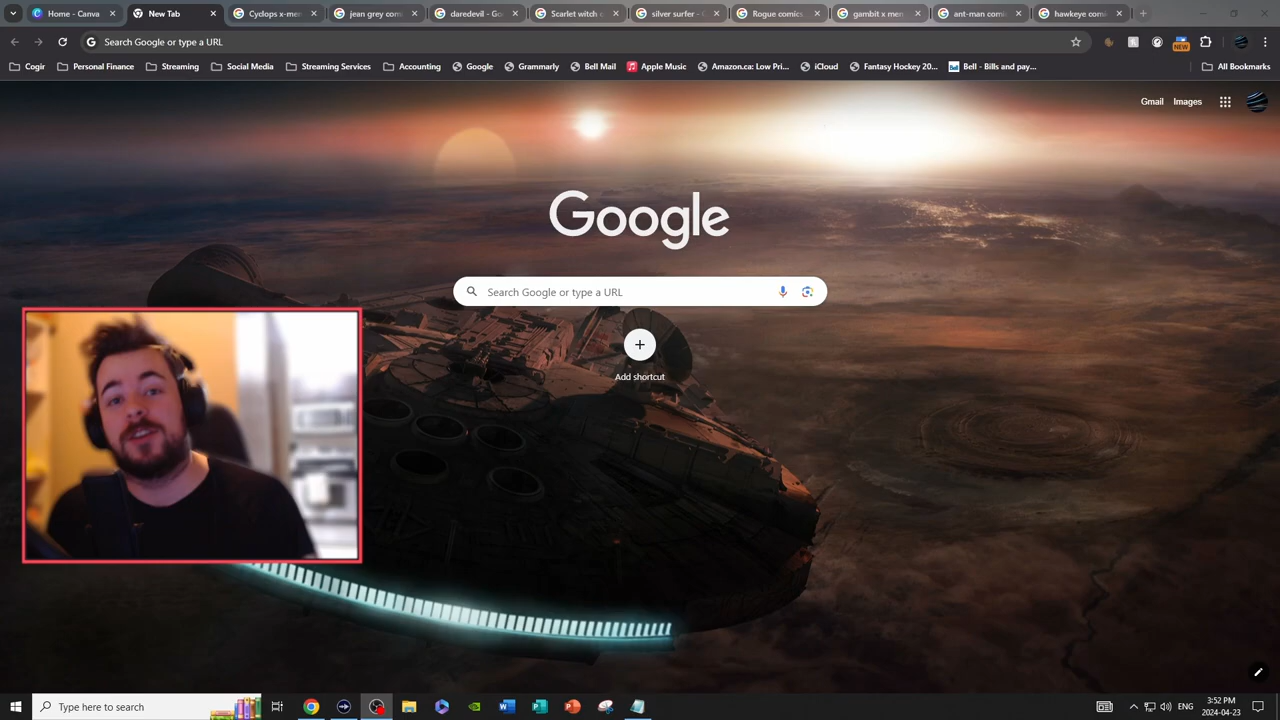 Home - Canva
New Tab
Cyclops x-men
jean grey com
daredevil - Goo
Scarlet witch c
silver surfer - G
Rogue comics
gambit x men
ant-man comi
hawkeye comi
Search Google or type a URL
Cogir
Personal Finance
Streaming
Social Media
Streaming Services
Accounting
Google
Grammarly
Bell Mail
Apple Music
Amazon.ca: Low Pri...
iCloud
Fantasy Hockey 20...
Bell - Bills and pay...
All Bookmarks
NEW
Gmail
Images
Google
Search Google or type a URL
Add shortcut
Type here to search
ENG
3:52 PM
2024-04-23